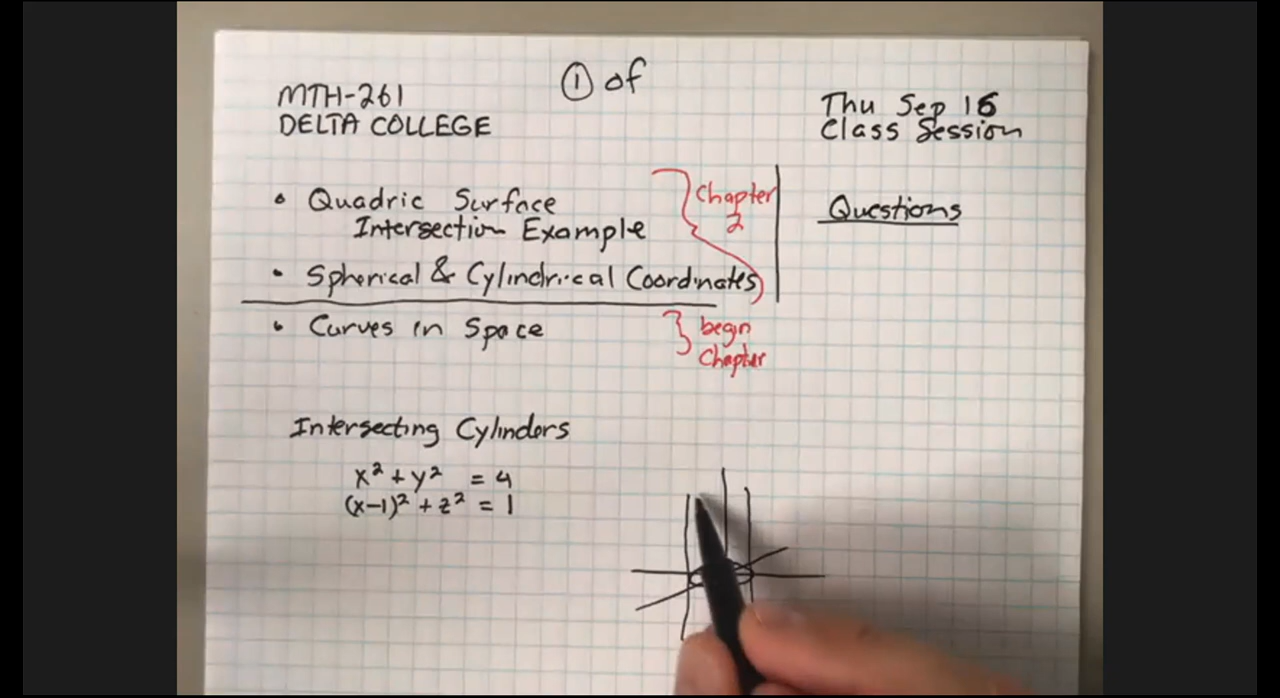 ① of
MTH-261
DELTA COLLEGE
Thu Sep 16
Class Session
• Quadric Surface
Intersection Example
• Spherical & Cylindrical Coordinates
Chapter
2
Questions
• Curves in Space
begin
Chapter
Intersecting Cylinders
x² + y² = 4
(x-1)² + z² = 1